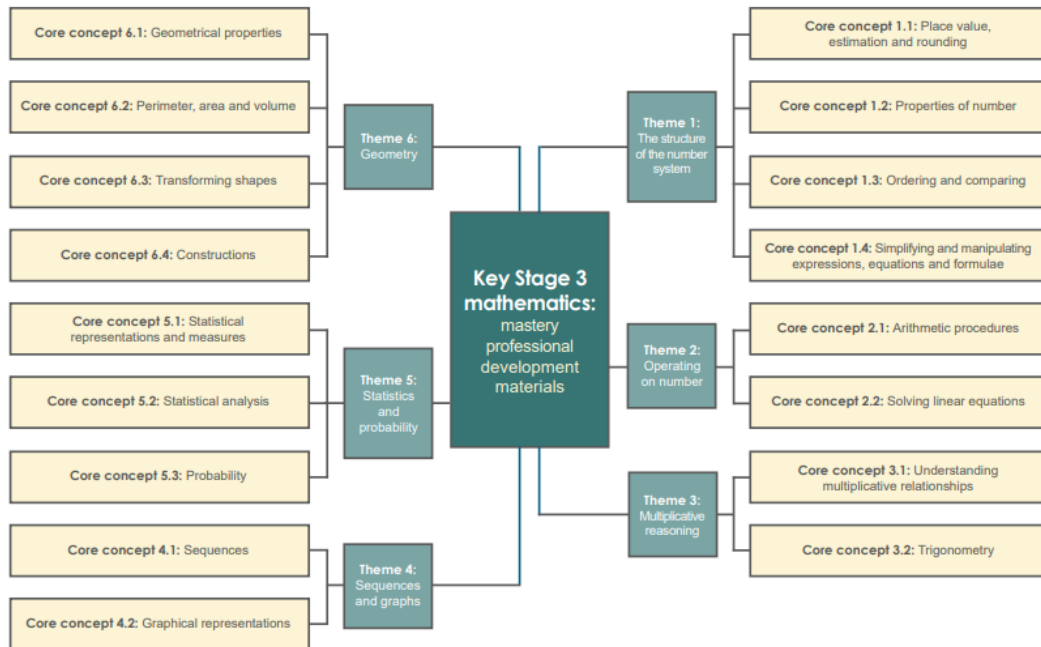 Core concept 6.1: Geometrical properties
Core concept 6.2: Perimeter, area and volume
Core concept 6.3: Transforming shapes
Core concept 6.4: Constructions
Theme 6:
Geometry
Core concept 5.1: Statistical
representations and measures
Core concept 5.2: Statistical analysis
Core concept 5.3: Probability
Theme 5:
Statistics
and
probability
Core concept 4.1: Sequences
Core concept 4.2: Graphical representations
Theme 4:
Sequences
and graphs
Key Stage 3
mathematics:
mastery
professional
development
materials
Theme 1:
The structure
of the number
system
Core concept 1.1: Place value,
estimation and rounding
Core concept 1.2: Properties of number
Core concept 1.3: Ordering and comparing
Core concept 1.4: Simplifying and manipulating
expressions, equations and formulae
Theme 2:
Operating
on number
Core concept 2.1: Arithmetic procedures
Core concept 2.2: Solving linear equations
Theme 3:
Multiplicative
reasoning
Core concept 3.1: Understanding
multiplicative relationships
Core concept 3.2: Trigonometry